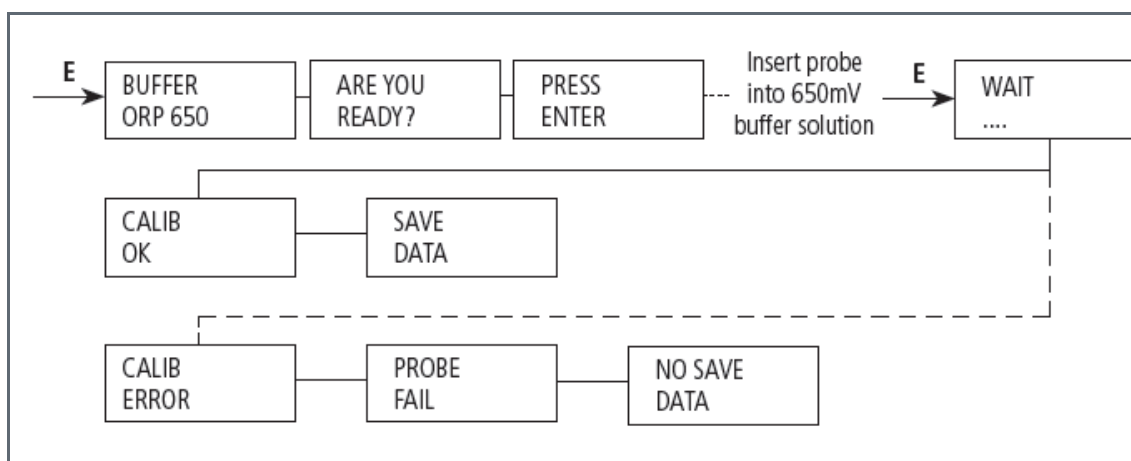 E
BUFFER
ORP 650
ARE YOU
READY?
PRESS
ENTER
Insert probe
into 650mV
buffer solution
E
WAIT
....
CALIB
OK
SAVE
DATA
CALIB
ERROR
PROBE
FAIL
NO SAVE
DATA